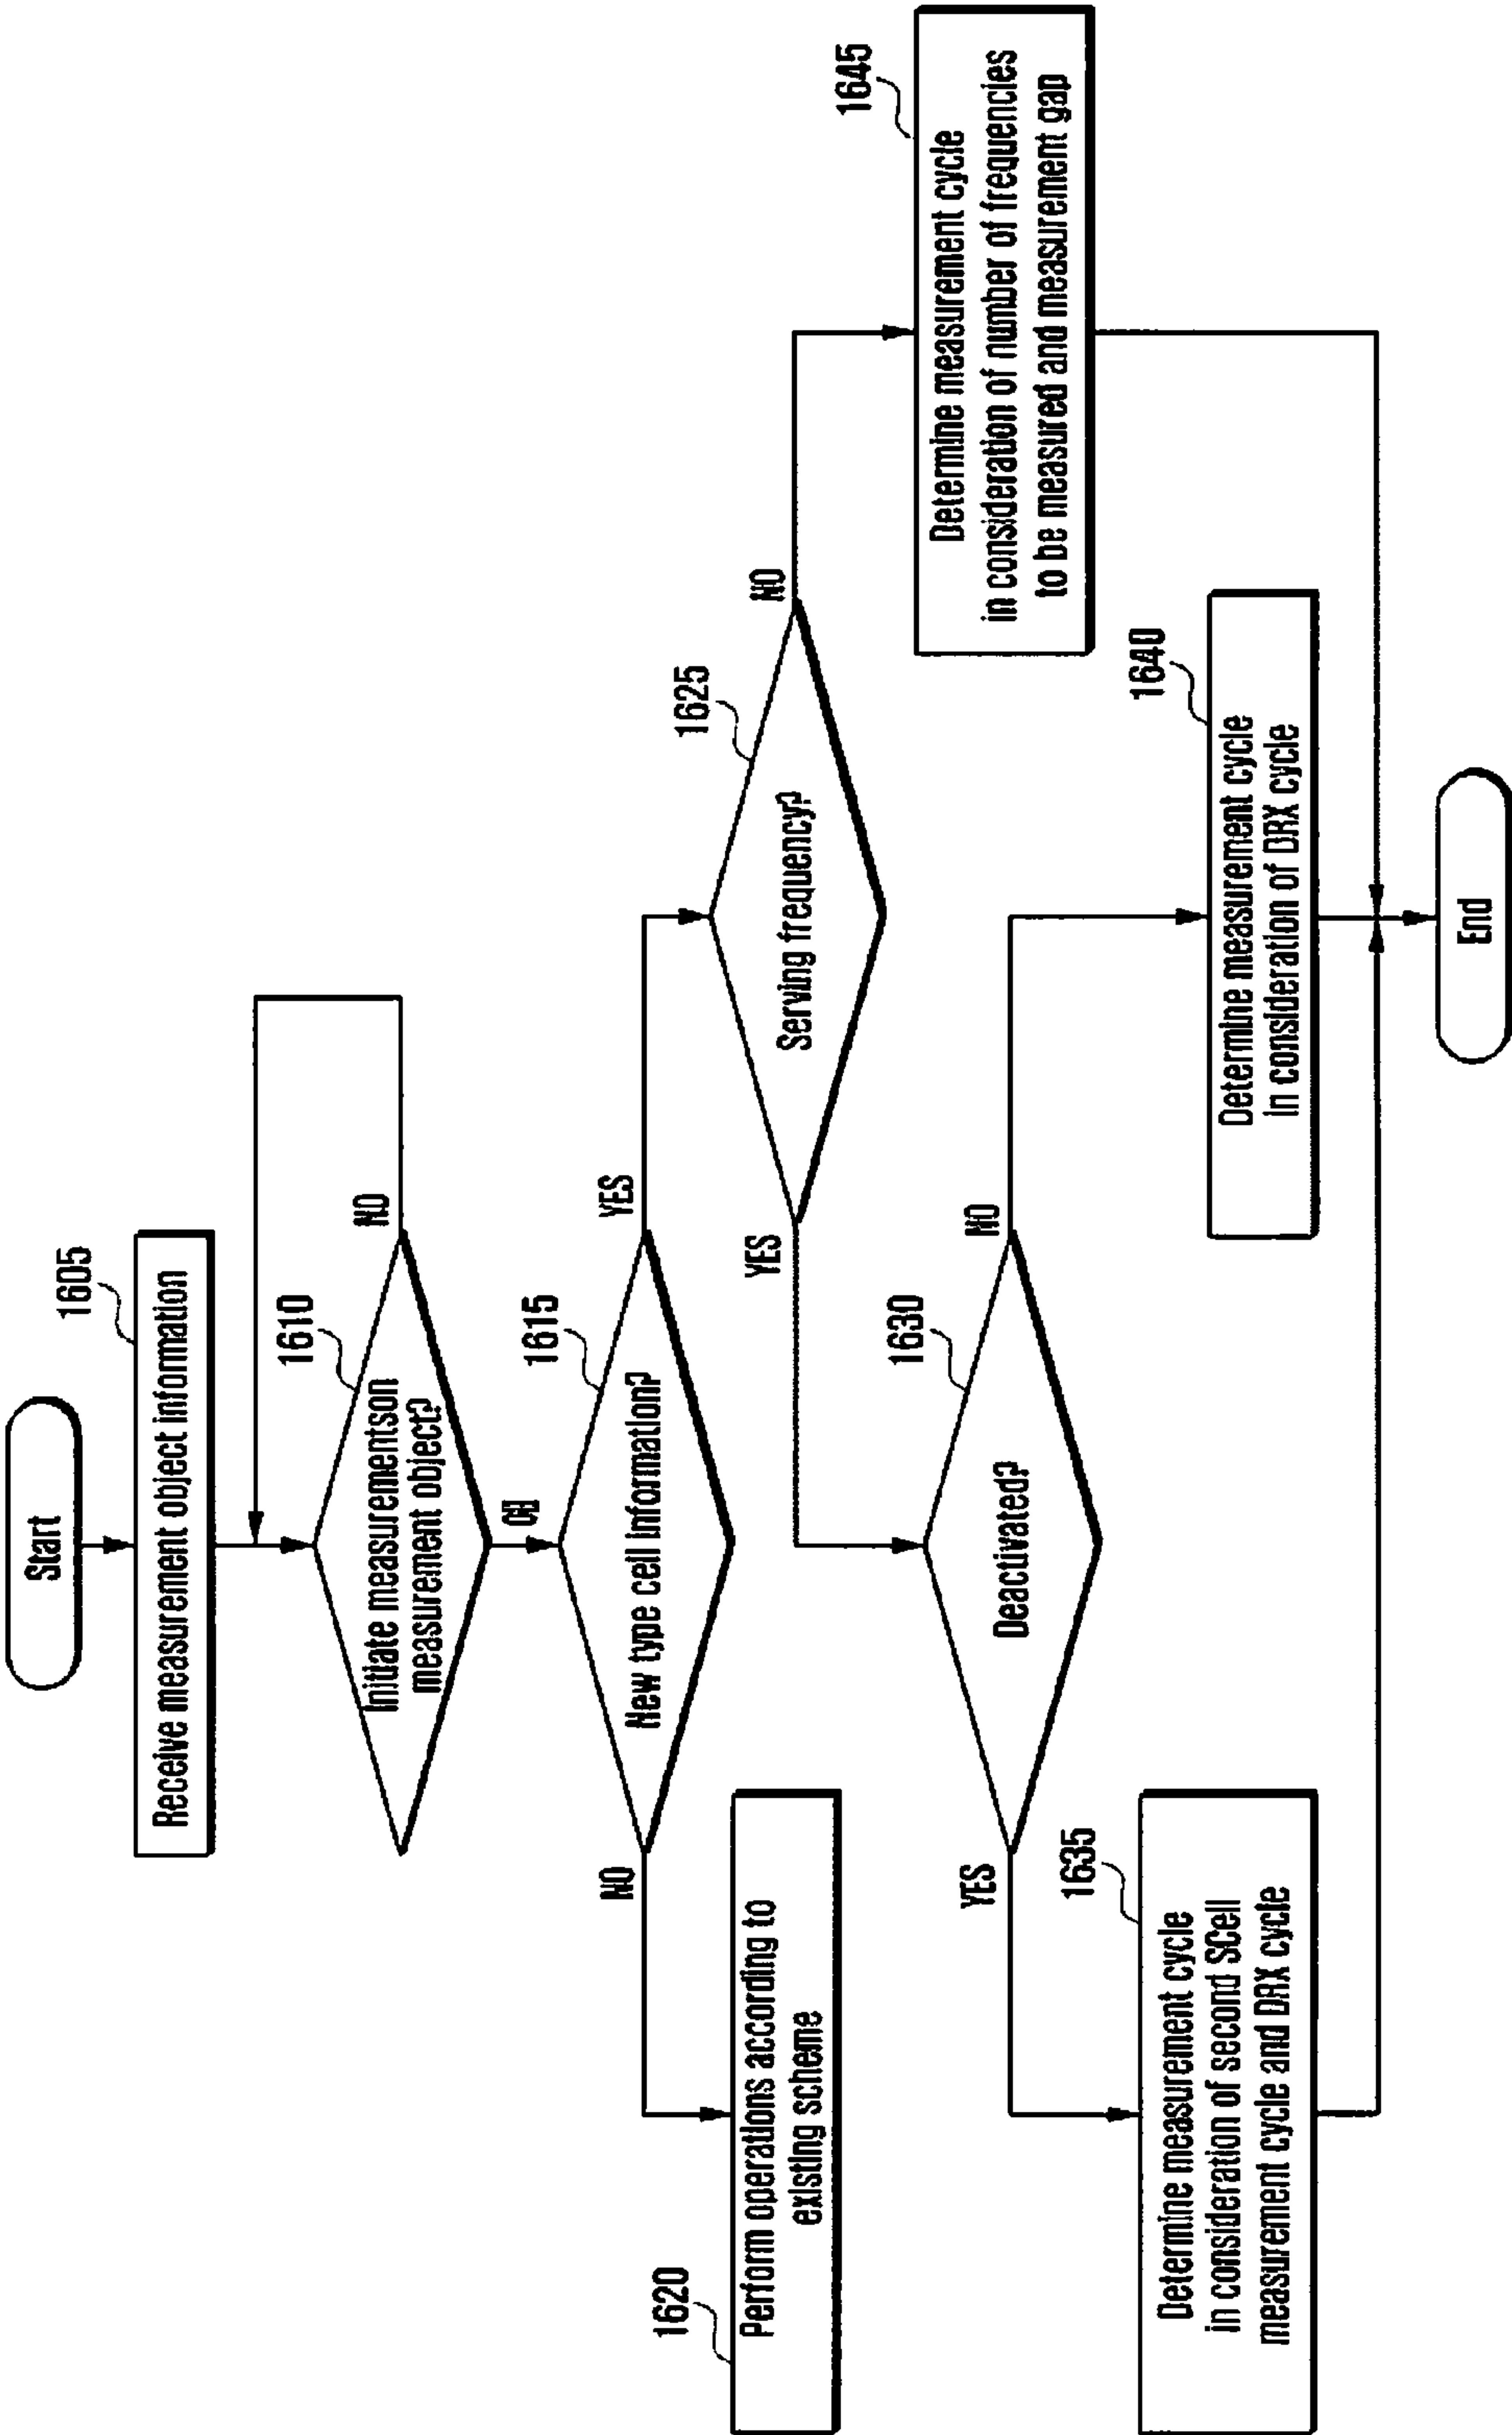 Start
1605
Receive measurement object information
1610
Initiate measurementson
measurement object?
NO
1615
New type cell information?
NO
YES
1620
Perform operations according to
existing scheme
1625
Serving frequency?
YES
NO
1630
Deactivated?
YES
NO
1645
Determine measurement cycle
in consideration of number of frequencies
to be measured and measurement gap
1635
Determine measurement cycle
in consideration of second SCell
measurement cycle and DRX cycle
1640
Determine measurement cycle
in consideration of DRX cycle
End